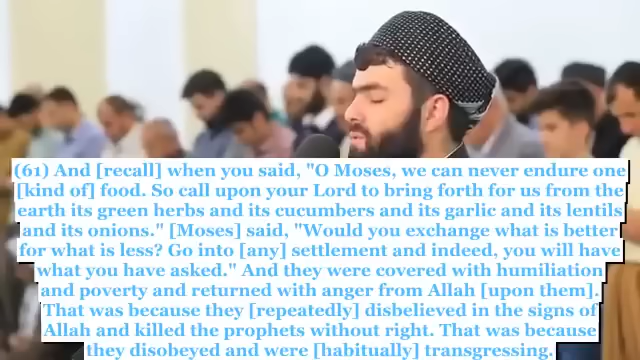 (61) And [recall] when you said, "O Moses, we can never endure one
[kind of] food. So call upon your Lord to bring forth for us from the
earth its green herbs and its cucumbers and its garlic and its lentils
and its onions." [Moses] said, "Would you exchange what is better
for what is less? Go into [any] settlement and indeed, you will have
what you have asked." And they were covered with humiliation
and poverty and returned with anger from Allah [upon them].
That was because they [repeatedly] disbelieved in the signs of
Allah and killed the prophets without right. That was because
they disobeyed and were [habitually] transgressing.